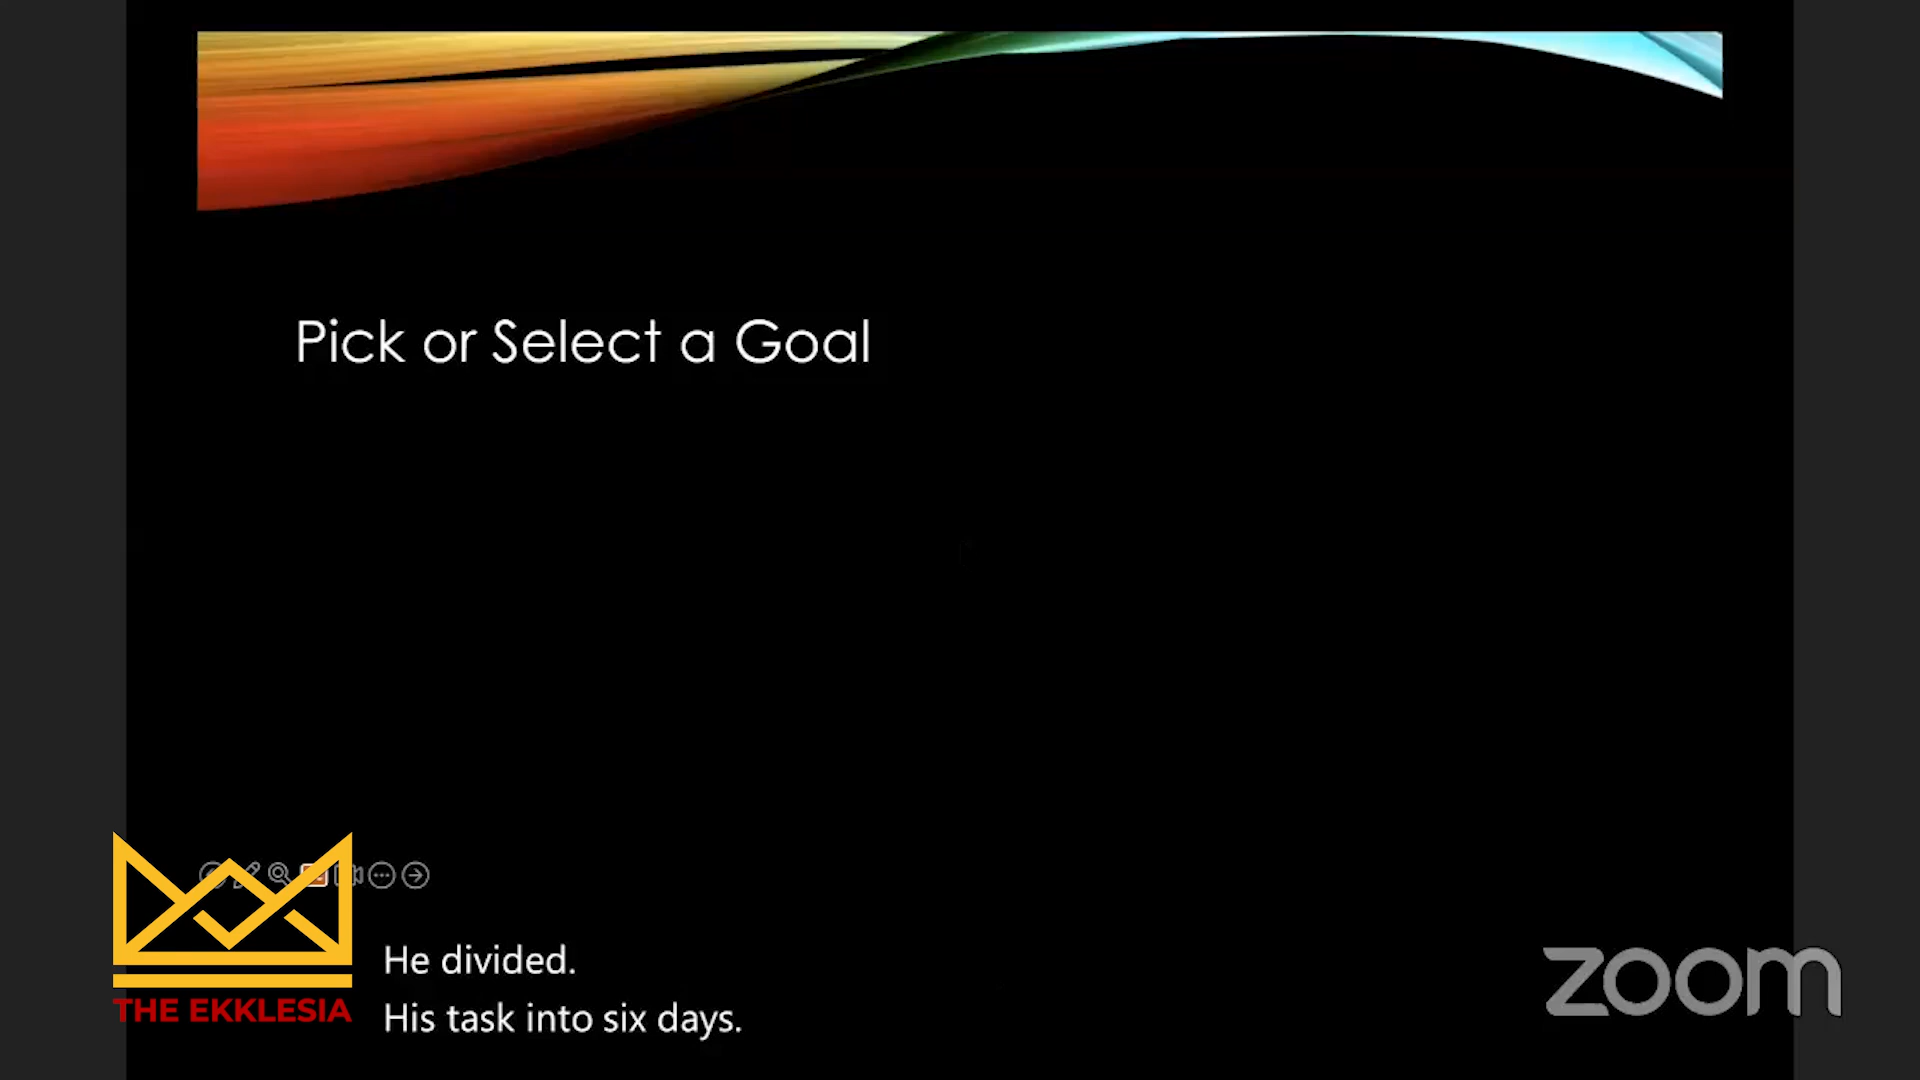 Pick or Select a Goal
THE EKKLESIA
He divided.
His task into six days.
zoom